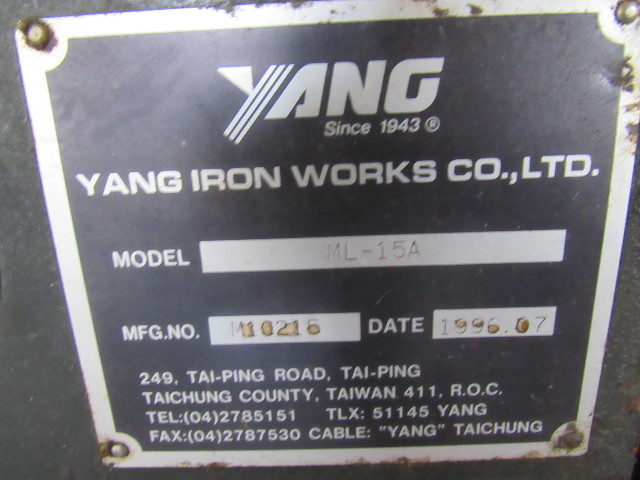 YANG
Since 1943 ®
YANG IRON WORKS CO.,LTD.
MODEL ML-15A
MFG.NO. M10216 DATE 1996.07
249, TAI-PING ROAD, TAI-PING
TAICHUNG COUNTY, TAIWAN 411, R.O.C.
TEL:(04)2785151 TLX: 51145 YANG
FAX:(04)2787530 CABLE: "YANG" TAICHUNG